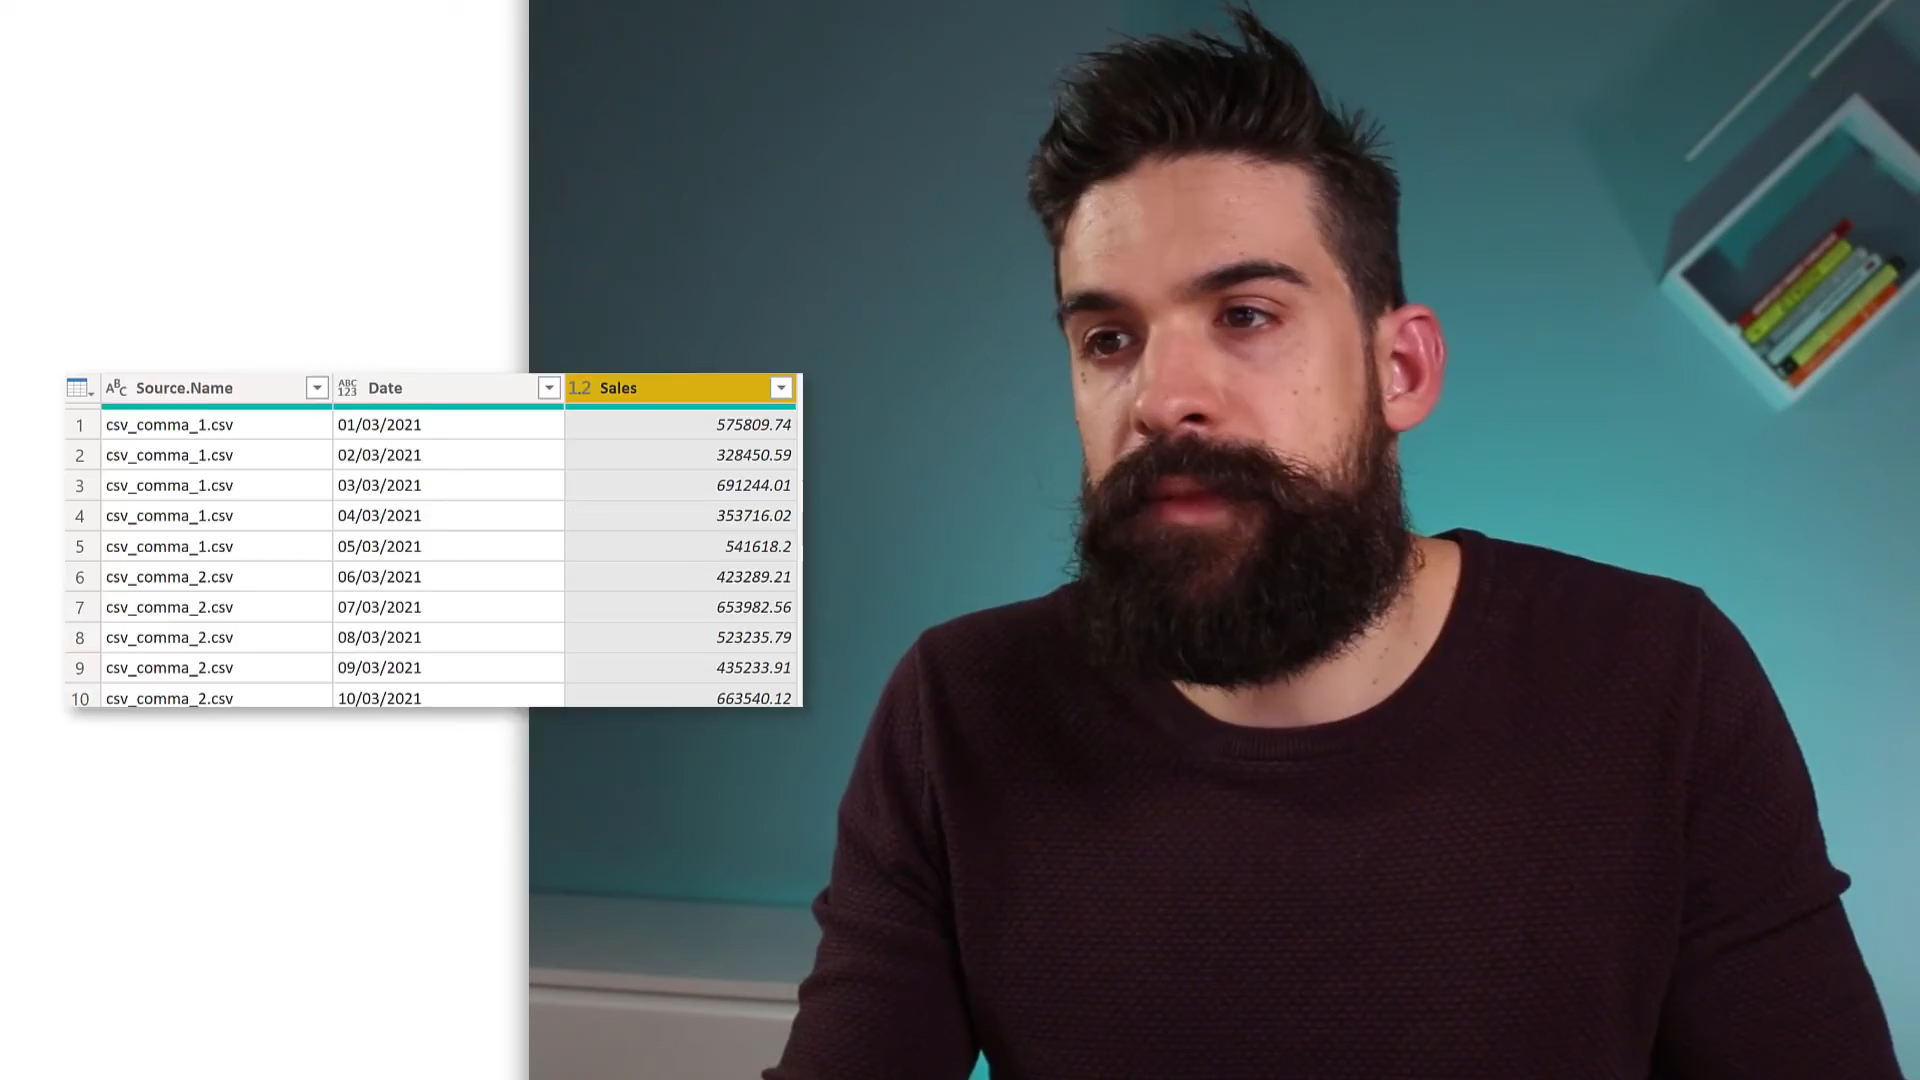 ABC Source.Name ABC 123 Date 1.2 Sales
1 csv_comma_1.csv 01/03/2021 575809.74
2 csv_comma_1.csv 02/03/2021 328450.59
3 csv_comma_1.csv 03/03/2021 691244.01
4 csv_comma_1.csv 04/03/2021 353716.02
5 csv_comma_1.csv 05/03/2021 541618.2
6 csv_comma_2.csv 06/03/2021 423289.21
7 csv_comma_2.csv 07/03/2021 653982.56
8 csv_comma_2.csv 08/03/2021 523235.79
9 csv_comma_2.csv 09/03/2021 435233.91
10 csv_comma_2.csv 10/03/2021 663540.12